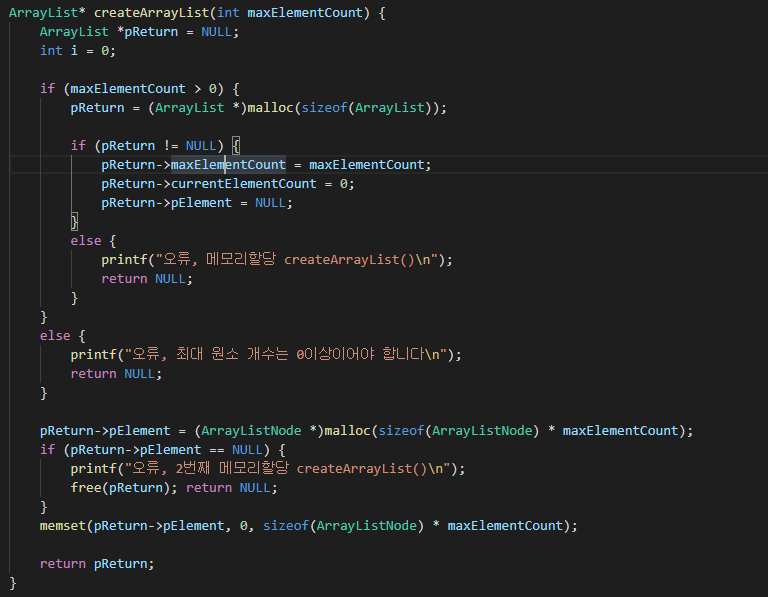 ArrayList* createArrayList(int maxElementCount) {
ArrayList *pReturn = NULL;
int i = 0;
if (maxElementCount > 0) {
pReturn = (ArrayList *)malloc(sizeof(ArrayList));
if (pReturn != NULL) {
pReturn->maxElementCount = maxElementCount;
pReturn->currentElementCount = 0;
pReturn->pElement = NULL;
}
else {
printf("오류, 메모리할당 createArrayList()\n");
return NULL;
}
}
else {
printf("오류, 최대 원소 개수는 0이상이어야 합니다\n");
return NULL;
}
pReturn->pElement = (ArrayListNode *)malloc(sizeof(ArrayListNode) * maxElementCount);
if (pReturn->pElement == NULL) {
printf("오류, 2번째 메모리할당 createArrayList()\n");
free(pReturn); return NULL;
}
memset(pReturn->pElement, 0, sizeof(ArrayListNode) * maxElementCount);
return pReturn;
}